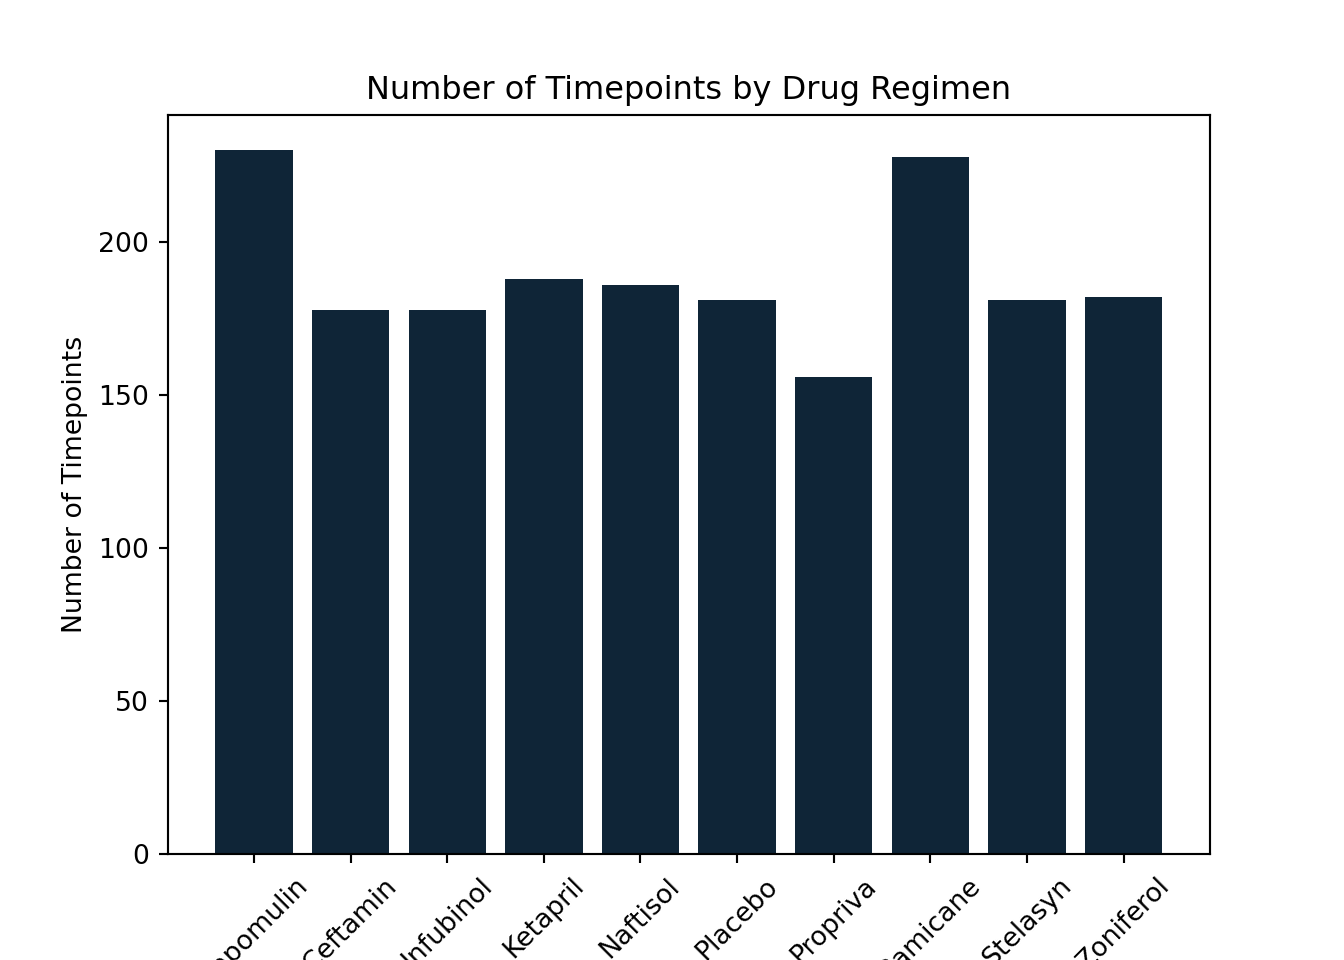 Number of Timepoints by Drug Regimen
Number of Timepoints
200
150
100
50
0
Infubinol
Ketapril
Naftisol
Placebo
Propriva
Stelasyn
Ceftamin
Zoniferol